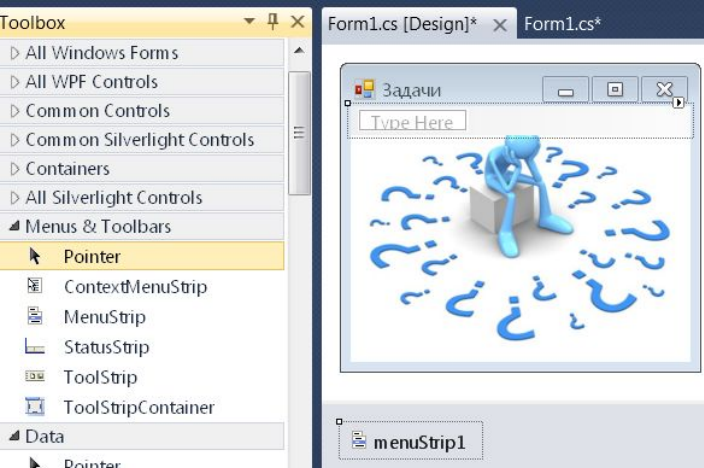 Toolbox
All Windows Forms
All WPF Controls
Common Controls
Common Silverlight Controls
Containers
All Silverlight Controls
Menus & Toolbars
Pointer
ContextMenuStrip
MenuStrip
StatusStrip
ToolStrip
ToolStripContainer
Data
Pointer
Form1.cs [Design]* Form1.cs*
Задачи
Type Here
menuStrip1